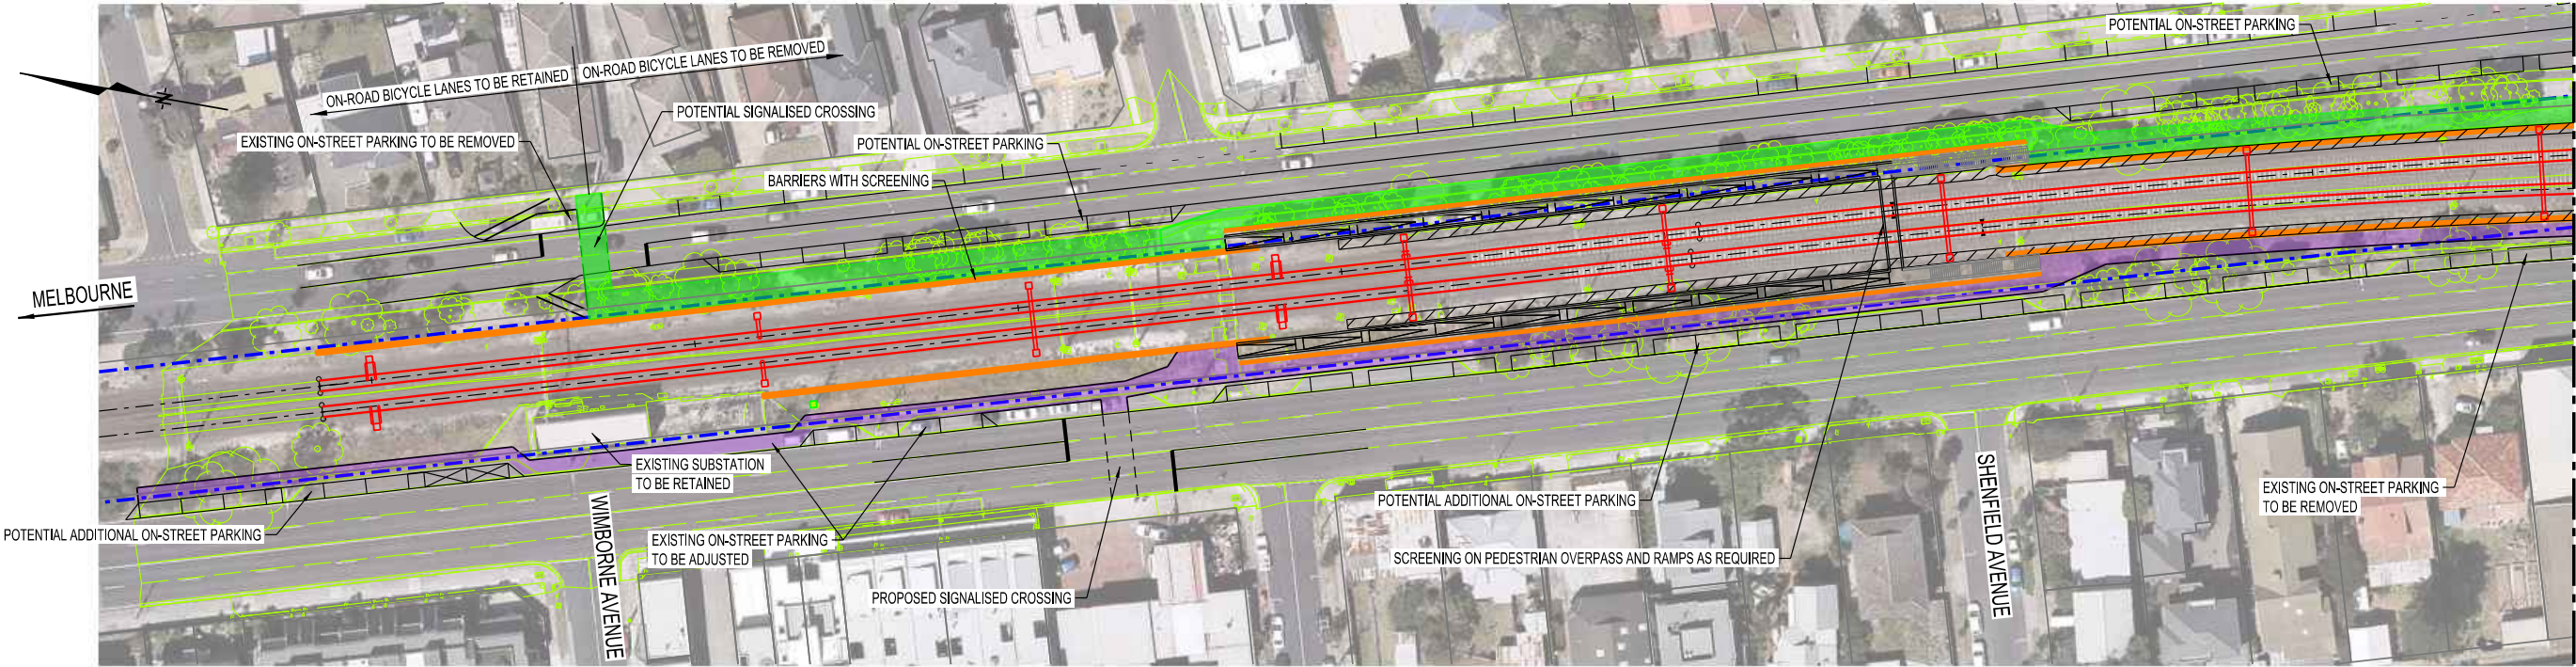 POTENTIAL ON-STREET PARKING
ON-ROAD BICYCLE LANES TO BE RETAINED
ON-ROAD BICYCLE LANES TO BE REMOVED
N
POTENTIAL SIGNALISED CROSSING
EXISTING ON-STREET PARKING TO BE REMOVED
POTENTIAL ON-STREET PARKING
BARRIERS WITH SCREENING
MELBOURNE
EXISTING SUBSTATION
TO BE RETAINED
POTENTIAL ADDITIONAL ON-STREET PARKING
WIMBORNE AVENUE
EXISTING ON-STREET PARKING
TO BE ADJUSTED
PROPOSED SIGNALISED CROSSING
POTENTIAL ADDITIONAL ON-STREET PARKING
SCREENING ON PEDESTRIAN OVERPASS AND RAMPS AS REQUIRED
SHENFIELD AVENUE
EXISTING ON-STREET PARKING
TO BE REMOVED